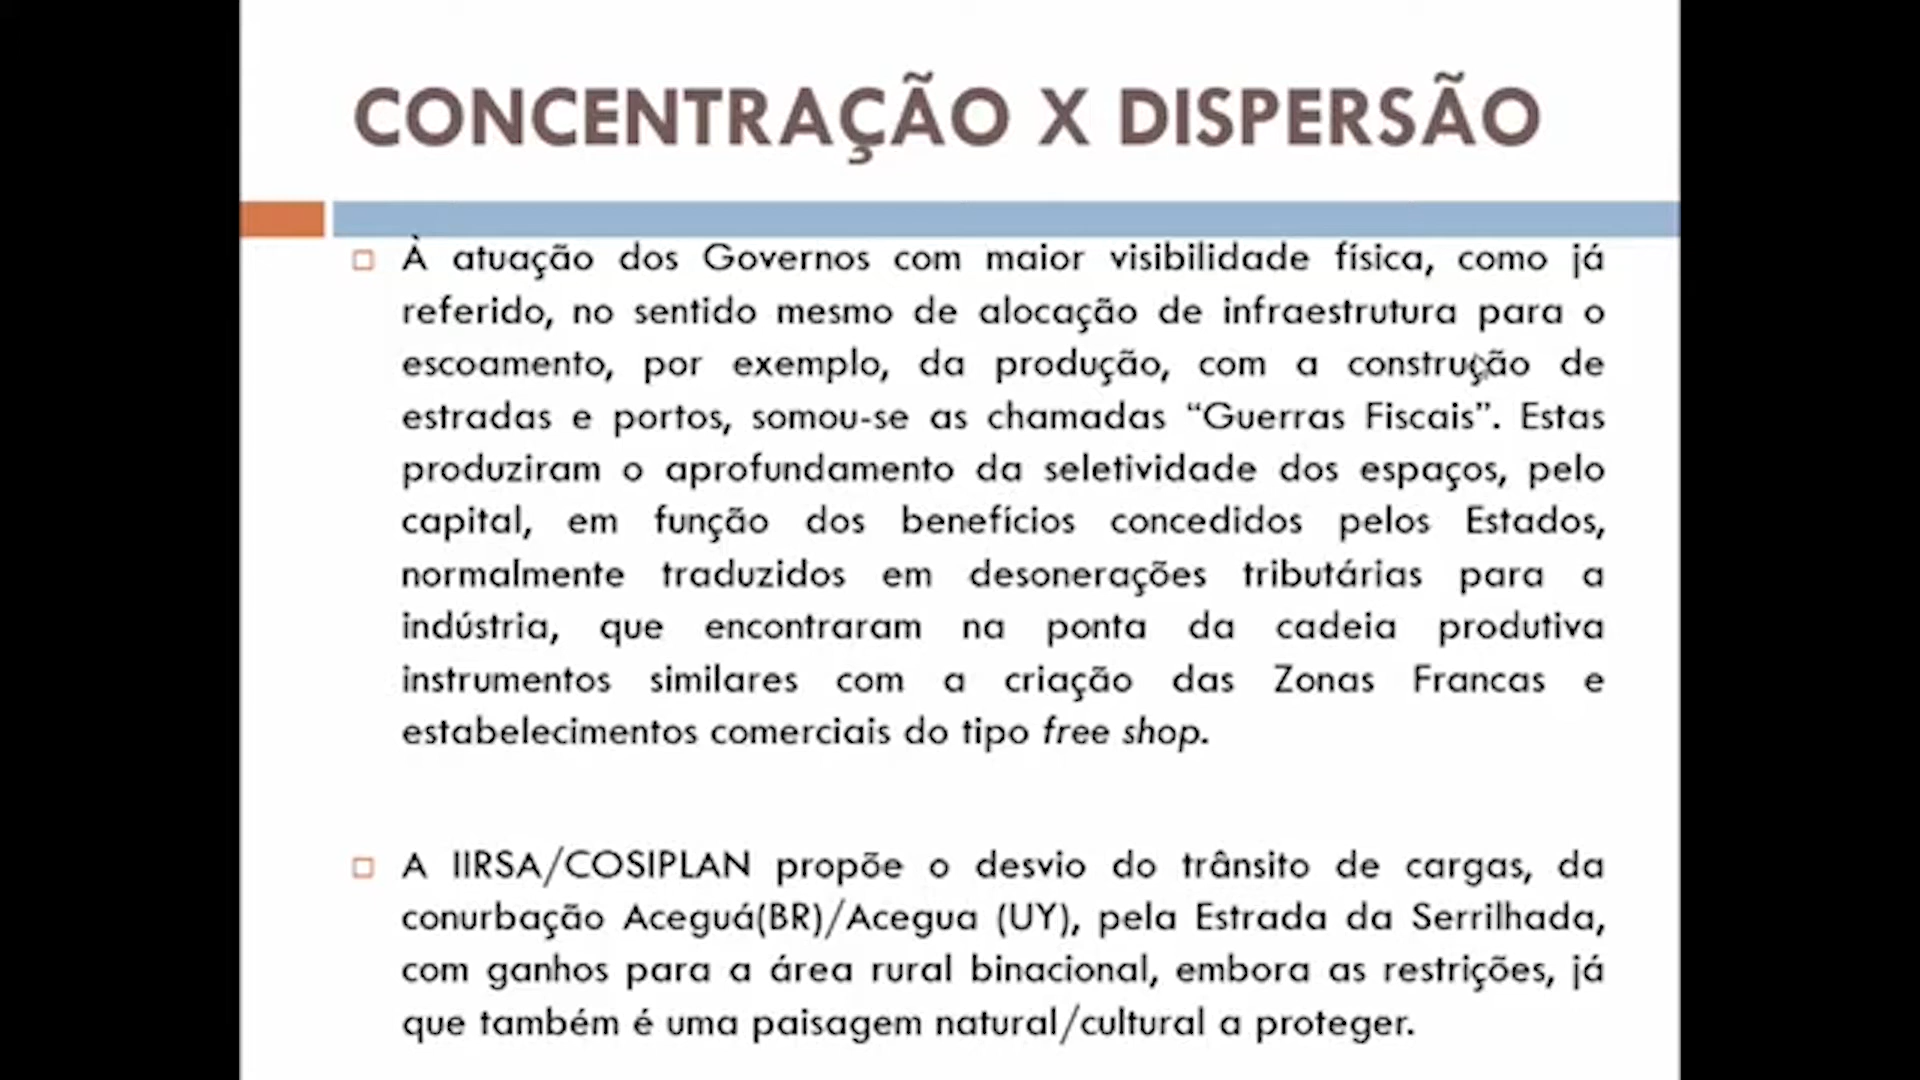 CONCENTRAÇÃO X DISPERSÃO
À atuação dos Governos com maior visibilidade física, como já
referido, no sentido mesmo de alocação de infraestrutura para o
escoamento, por exemplo, da produção, com a construção de
estradas e portos, somou-se as chamadas “Guerras Fiscais”. Estas
produziram o aprofundamento da seletividade dos espaços, pelo
capital, em função dos benefícios concedidos pelos Estados,
normalmente traduzidos em desonerações tributárias para a
indústria, que encontraram na ponta da cadeia produtiva
instrumentos similares com a criação das Zonas Francas e
estabelecimentos comerciais do tipo free shop.
A IIRSA/COSIPLAN propõe o desvio do trânsito de cargas, da
conurbação Aceguá(BR)/Acegua (UY), pela Estrada da Serrilhada,
com ganhos para a área rural binacional, embora as restrições, já
que também é uma paisagem natural/cultural a proteger.